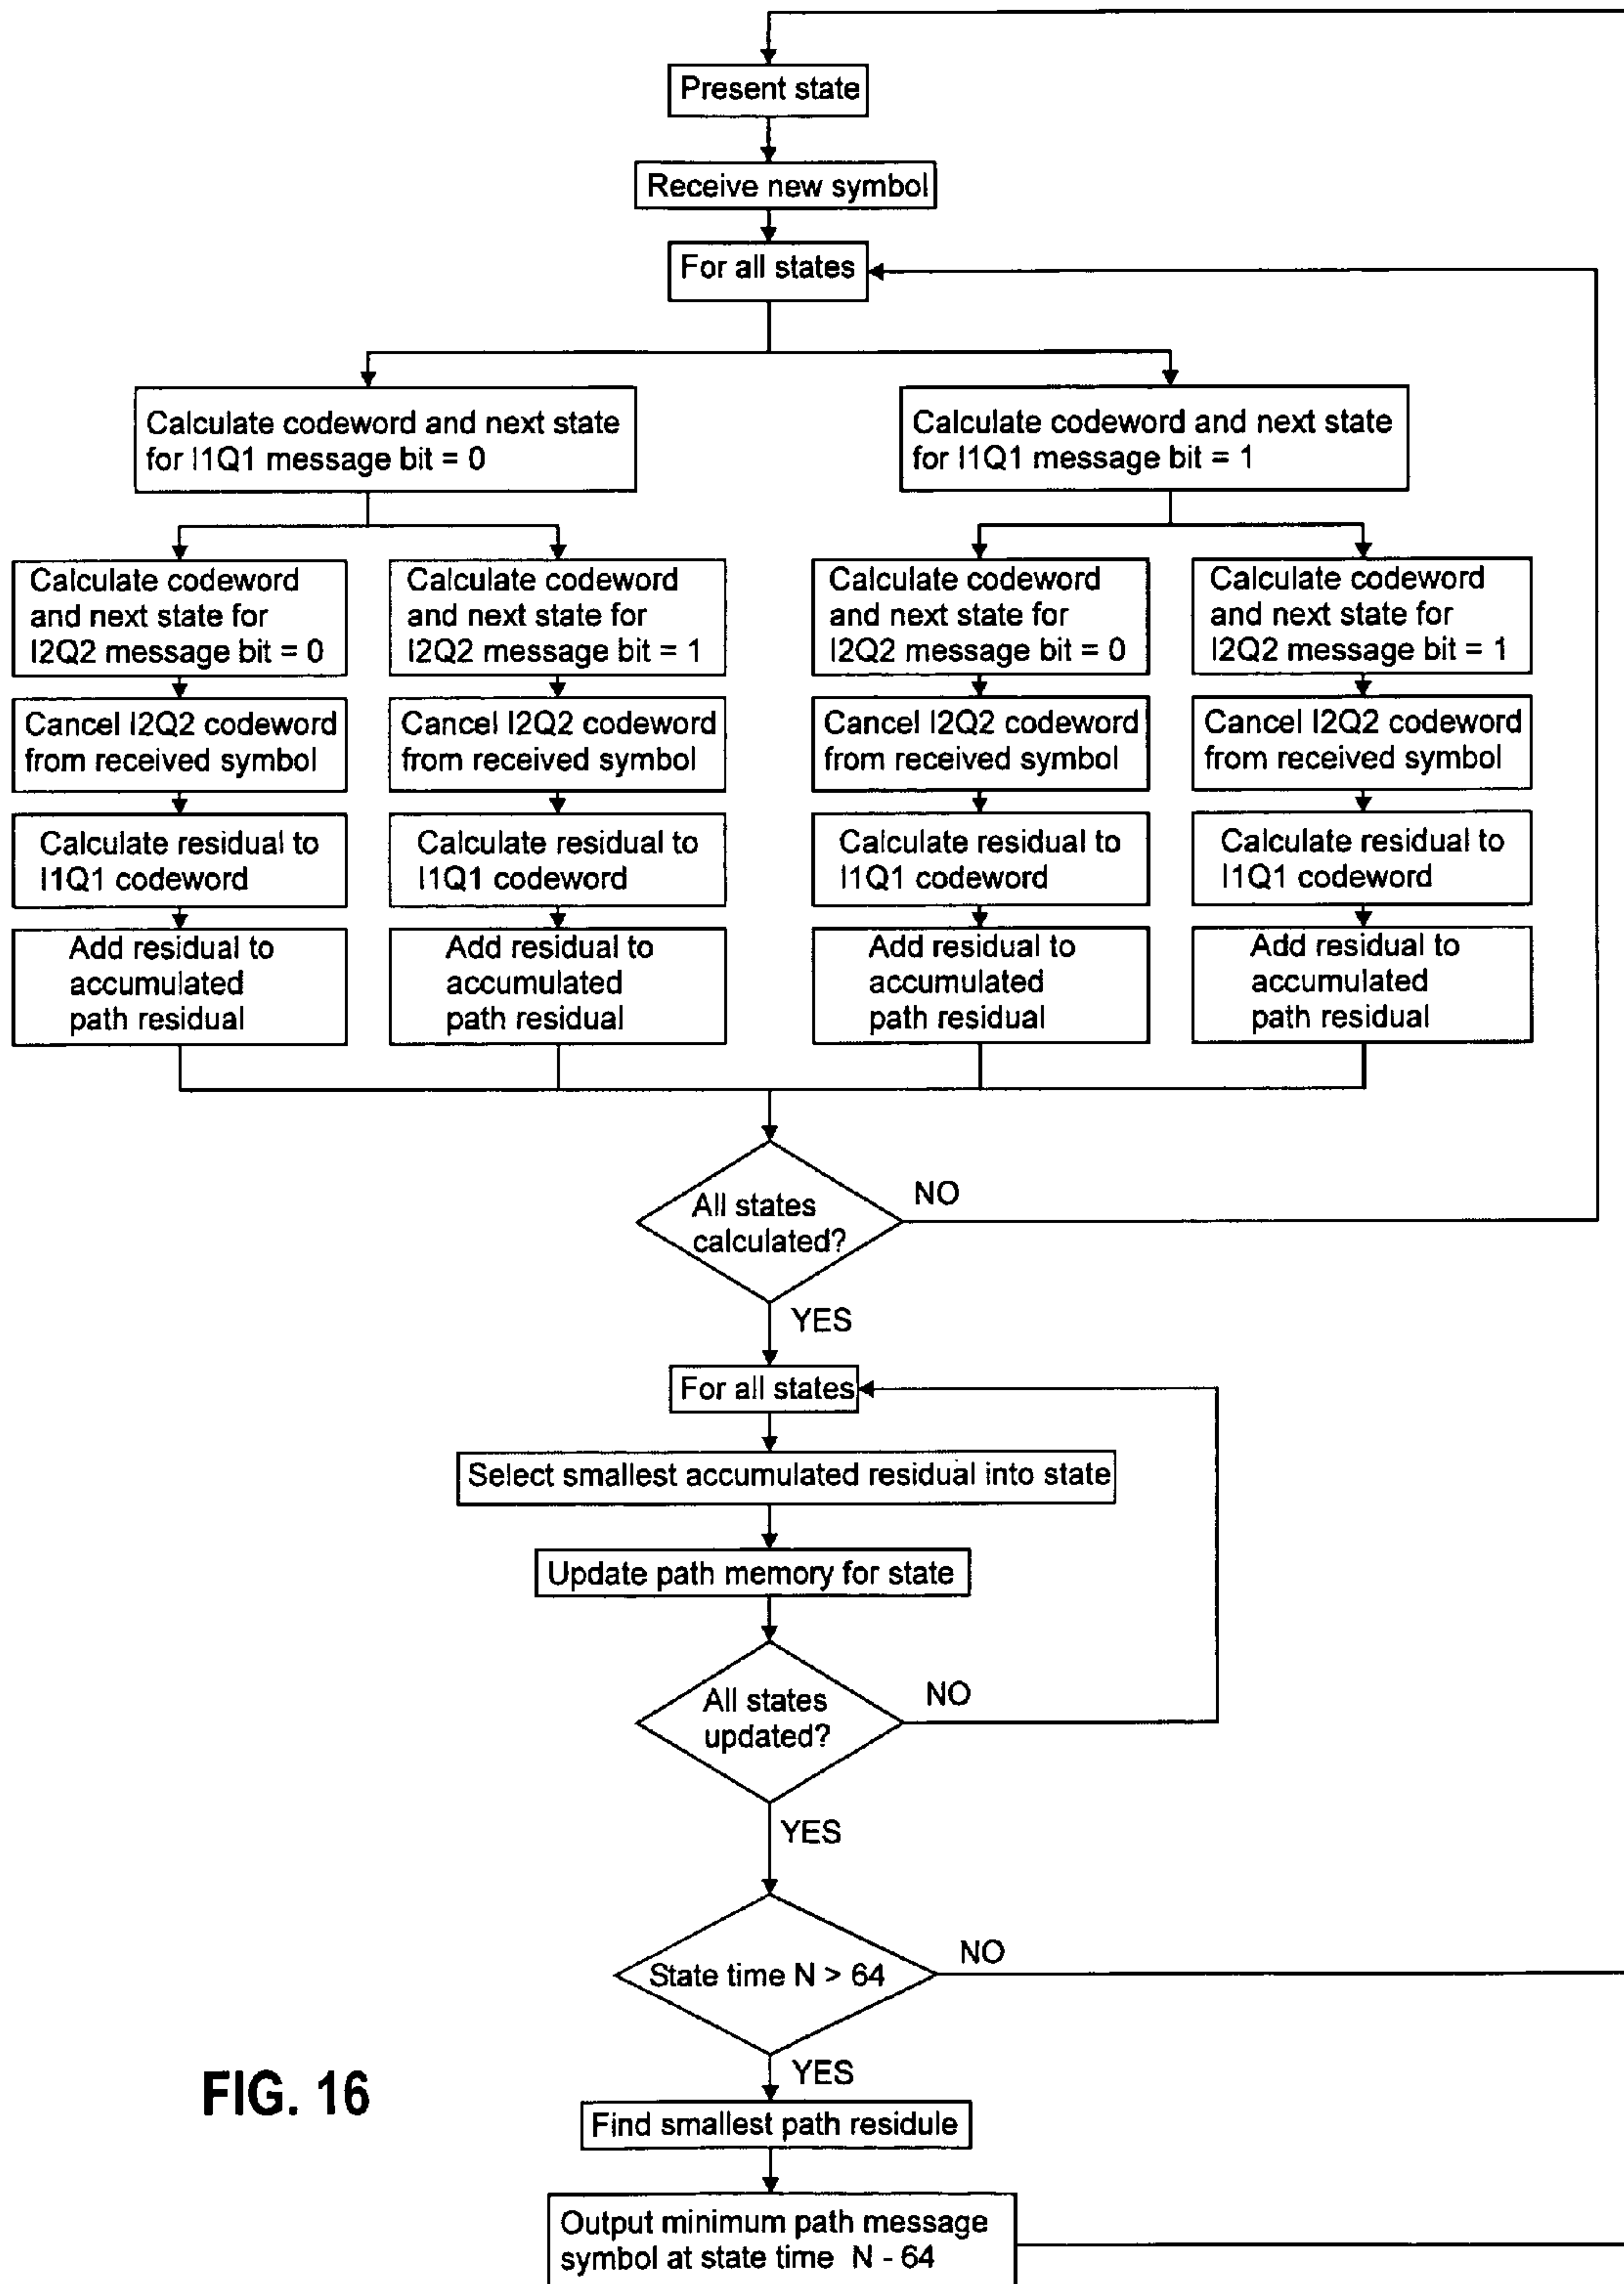 Present state
Receive new symbol
For all states
Calculate codeword and next state
for I1Q1 message bit = 0
Calculate codeword and next state
for I1Q1 message bit = 1
Calculate codeword
and next state for
I2Q2 message bit = 0
Calculate codeword
and next state for
I2Q2 message bit = 1
Calculate codeword
and next state for
I2Q2 message bit = 0
Calculate codeword
and next state for
I2Q2 message bit = 1
Cancel I2Q2 codeword
from received symbol
Cancel I2Q2 codeword
from received symbol
Cancel I2Q2 codeword
from received symbol
Cancel I2Q2 codeword
from received symbol
Calculate residual to
I1Q1 codeword
Calculate residual to
I1Q1 codeword
Calculate residual to
I1Q1 codeword
Calculate residual to
I1Q1 codeword
Add residual to
accumulated
path residual
Add residual to
accumulated
path residual
Add residual to
accumulated
path residual
Add residual to
accumulated
path residual
All states
calculated?
NO
YES
For all states
Select smallest accumulated residual into state
Update path memory for state
All states
updated?
NO
YES
State time N > 64
NO
YES
FIG. 16
Find smallest path residule
Output minimum path message
symbol at state time N - 64